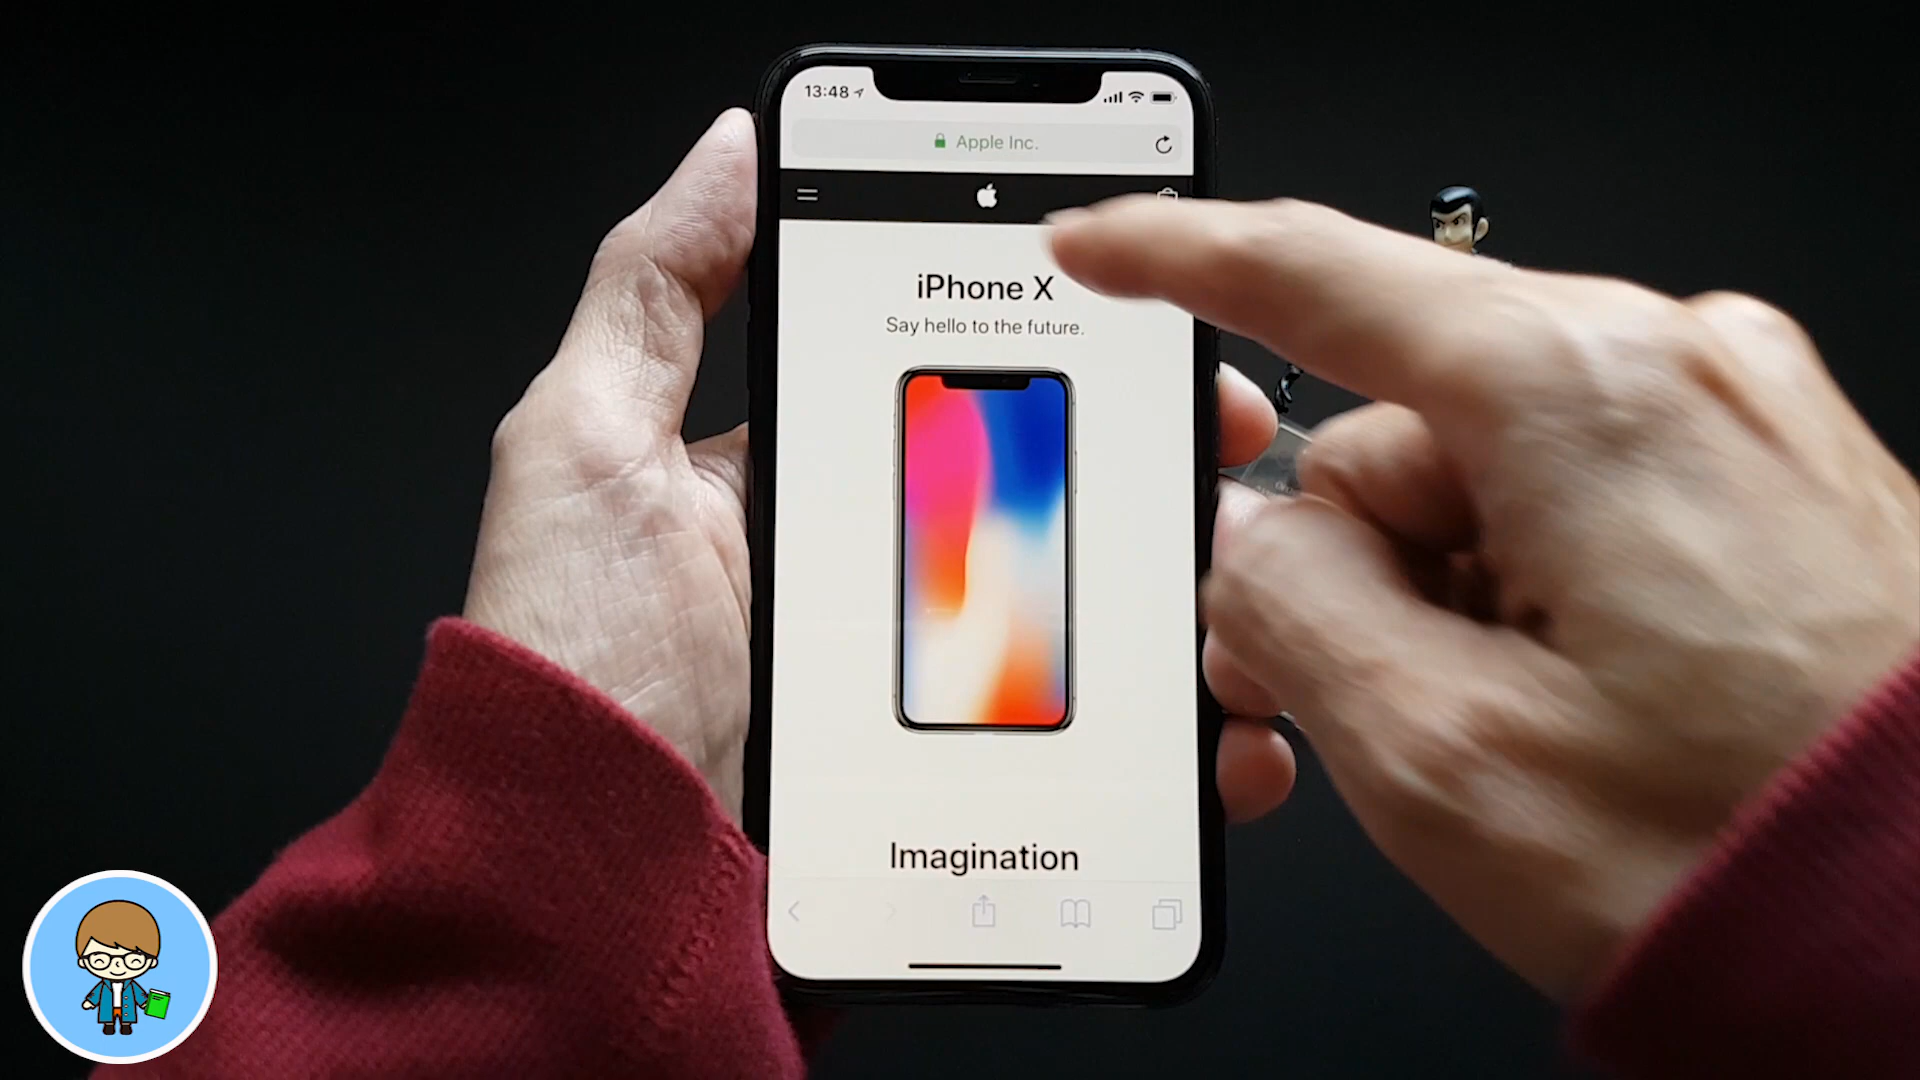 13:48
Apple Inc.
iPhone X
Say hello to the future.
Imagination